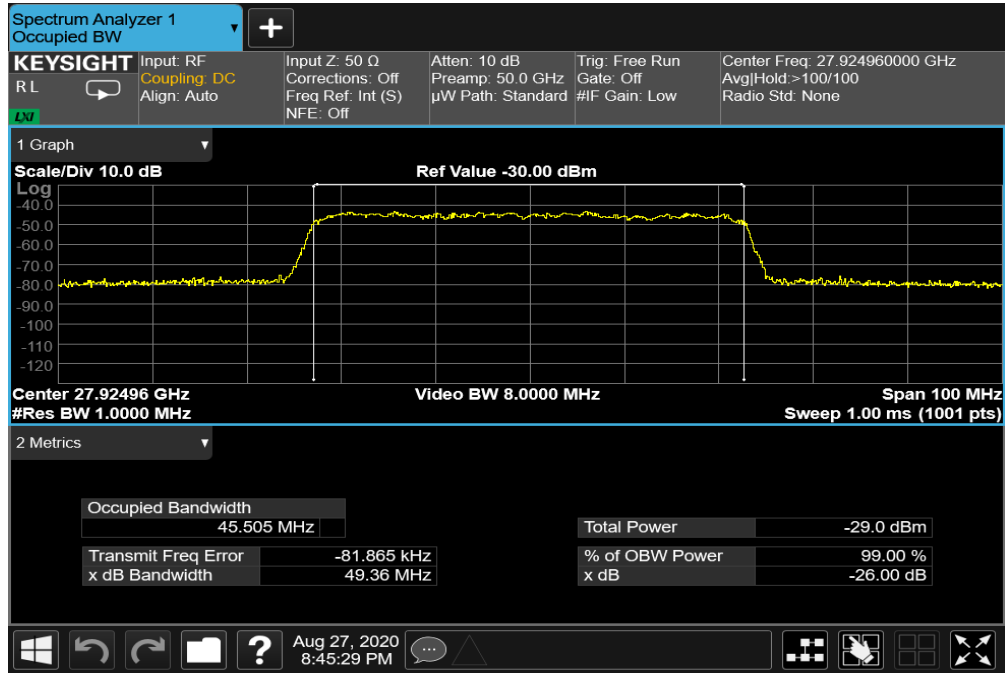 Spectrum Analyzer 1
Occupied BW
KEYSIGHT
R L
LXI
Input: RF
Coupling: DC
Align: Auto
Input Z: 50 Ω
Corrections: Off
Freq Ref: Int (S)
NFE: Off
Atten: 10 dB
Preamp: 50.0 GHz
µW Path: Standard
Trig: Free Run
Gate: Off
#IF Gain: Low
Center Freq: 27.924960000 GHz
Avg|Hold:>100/100
Radio Std: None
1 Graph
Scale/Div 10.0 dB
Ref Value -30.00 dBm
Log
-40.0
-50.0
-60.0
-70.0
-80.0
-90.0
-100
-110
-120
Center 27.92496 GHz
Video BW 8.0000 MHz
Span 100 MHz
#Res BW 1.0000 MHz
Sweep 1.00 ms (1001 pts)
2 Metrics
Occupied Bandwidth
45.505 MHz
Total Power -29.0 dBm
Transmit Freq Error -81.865 kHz
% of OBW Power 99.00 %
x dB Bandwidth 49.36 MHz
x dB -26.00 dB
?
Aug 27, 2020
8:45:29 PM